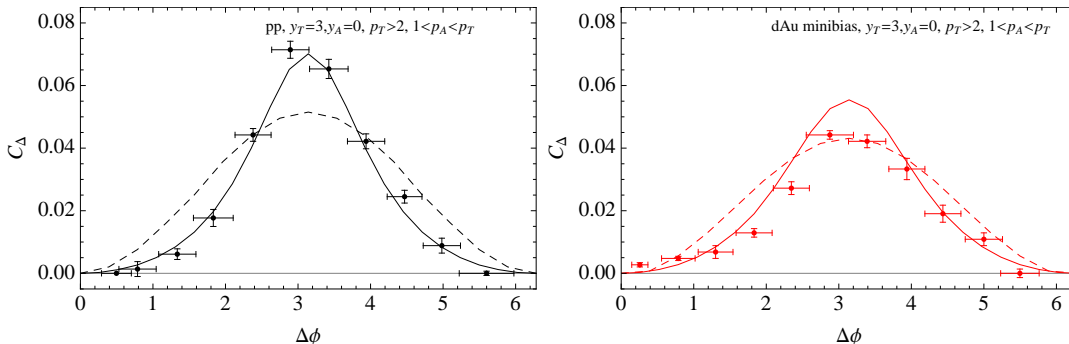 pp, y_T=3,y_A=0, p_T>2, 1<p_A<p_T
C_Δ
0.08
0.06
0.04
0.02
0.00
0 1 2 3 4 5 6
Δϕ
dAu minibias, y_T=3,y_A=0, p_T>2, 1<p_A<p_T
C_Δ
0.08
0.06
0.04
0.02
0.00
0 1 2 3 4 5 6
Δϕ